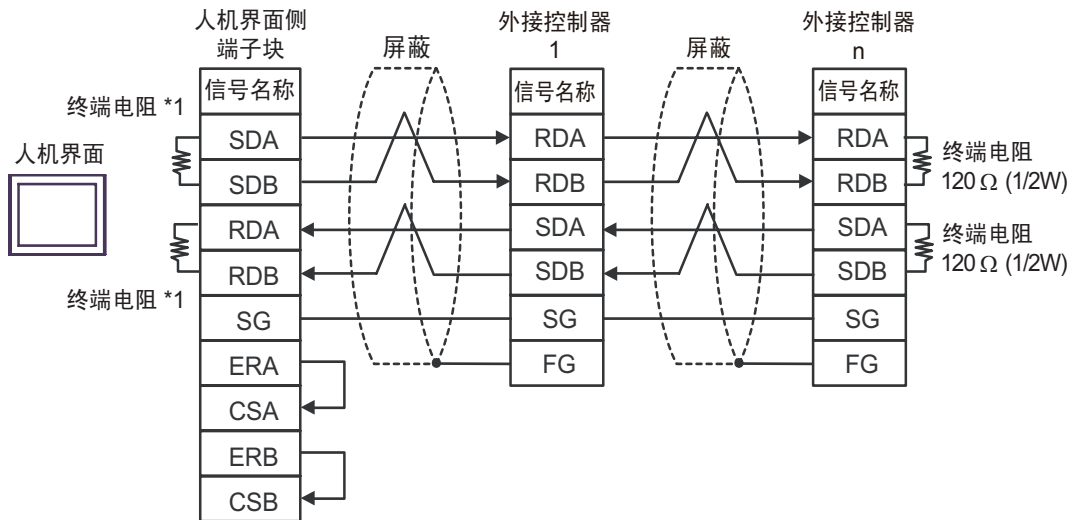 人机界面侧
端子块
屏蔽
外接控制器
1
屏蔽
外接控制器
n
终端电阻 *1
人机界面
终端电阻 *1
信号名称
SDA
SDB
RDA
RDB
SG
ERA
CSA
ERB
CSB
信号名称
RDA
RDB
SDA
SDB
SG
FG
信号名称
RDA
RDB
SDA
SDB
SG
FG
终端电阻
120 Ω (1/2W)
终端电阻
120 Ω (1/2W)